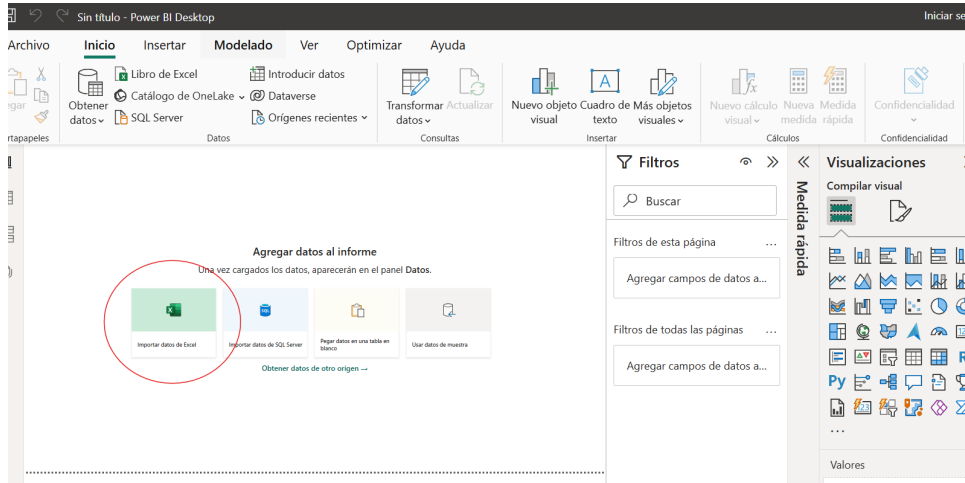 Sin título - Power BI Desktop
Iniciar se
Archivo Inicio Insertar Modelado Ver Optimizar Ayuda
Libro de Excel
Introducir datos
Catálogo de OneLake
Dataverse
SQL Server
Orígenes recientes
Obtener
datos
Transformar
datos
Actualizar
Nuevo objeto
visual
Cuadro de
texto
Más objetos
visuales
Nuevo cálculo
visual
Nueva
medida
Medida
rápida
Confidencialidad
rtapapeles
Datos
Consultas
Insertar
Cálculos
Confidencialidad
Agregar datos al informe
Una vez cargados los datos, aparecerán en el panel Datos.
Importar datos de Excel
Importar datos de SQL Server
Pegar datos en una tabla en
blanco
Usar datos de muestra
Obtener datos de otro origen →
Filtros
Buscar
Filtros de esta página ...
Agregar campos de datos a...
Filtros de todas las páginas ...
Agregar campos de datos a...
Medida rápida
Visualizaciones
Compilar visual
Py
...
Valores